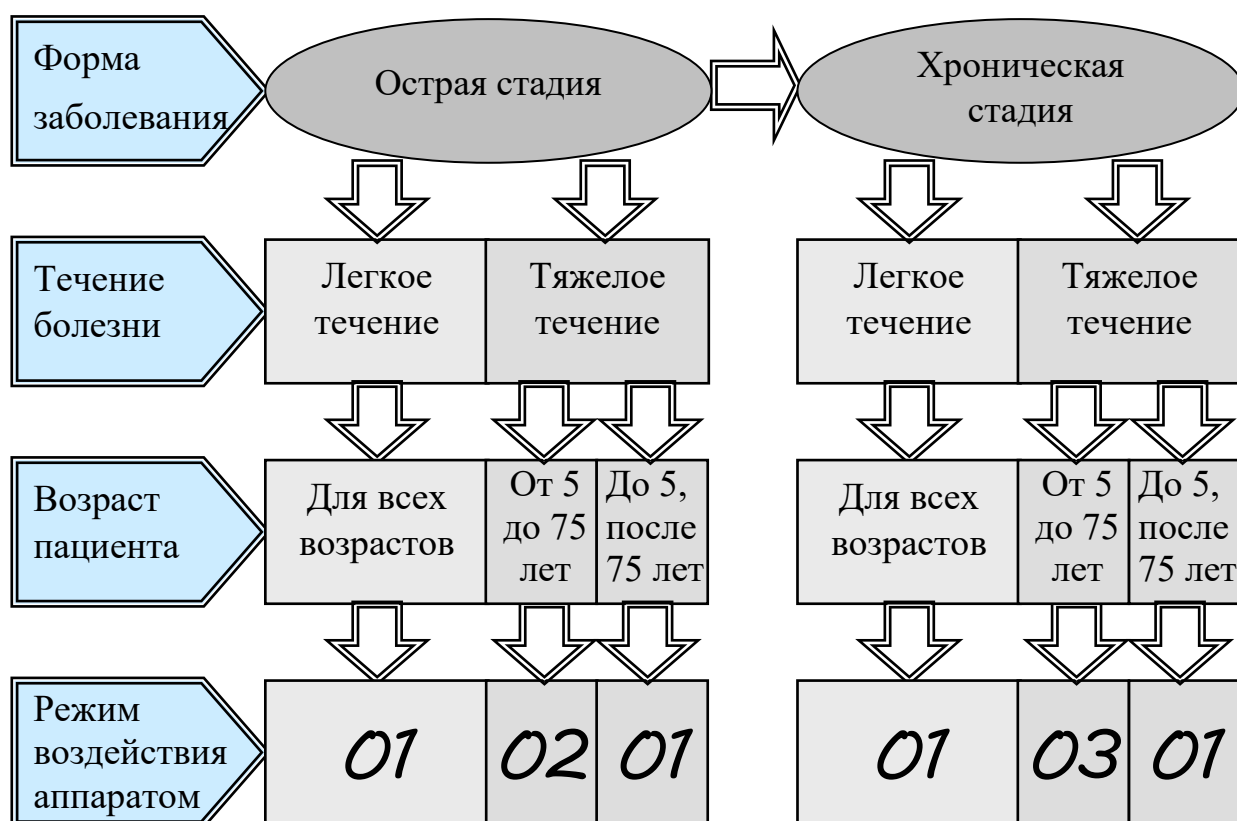 Форма
заболевания
Острая стадия
Хроническая
стадия
Течение
болезни
Легкое
течение
Тяжелое
течение
Легкое
течение
Тяжелое
течение
Возраст
пациента
Для всех
возрастов
От 5
до 75
лет
До 5,
после
75 лет
Для всех
возрастов
От 5
до 75
лет
До 5,
после
75 лет
Режим
воздействия
аппаратом
01
02
01
01
03
01